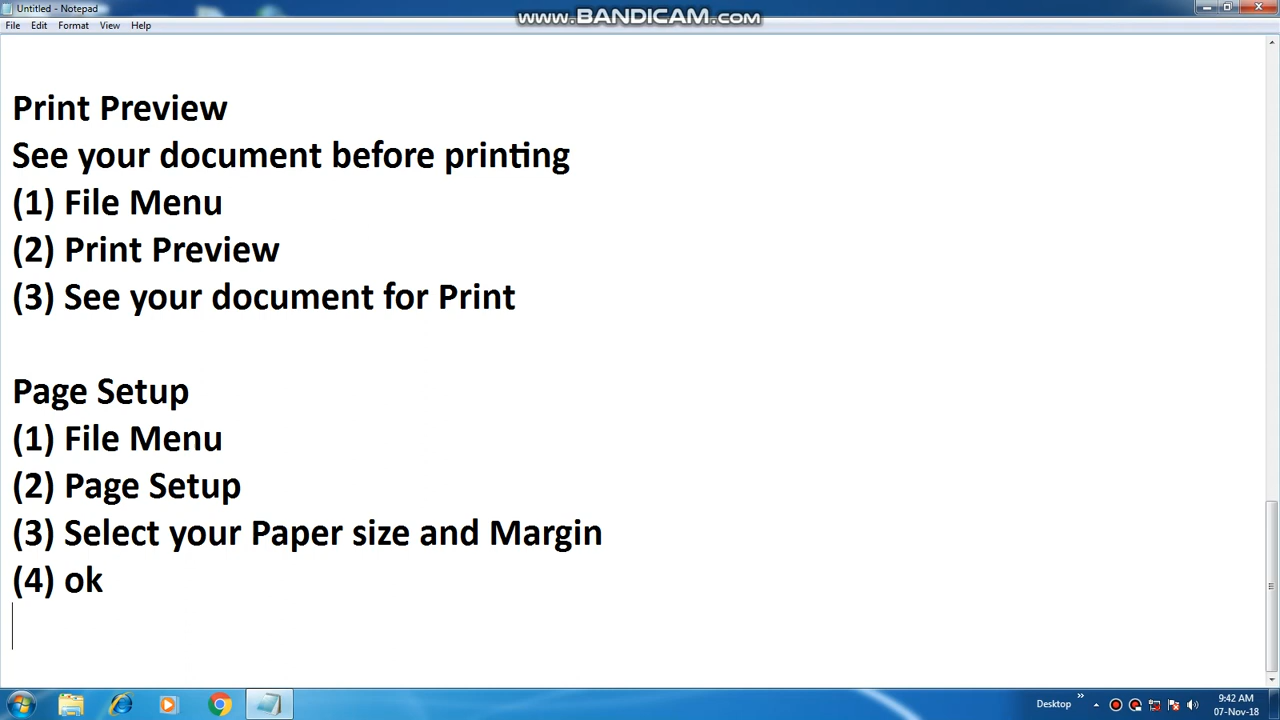 Untitled - Notepad
www.BANDICAM.com
File Edit Format View Help
Print Preview
See your document before printing
(1) File Menu
(2) Print Preview
(3) See your document for Print
Page Setup
(1) File Menu
(2) Page Setup
(3) Select your Paper size and Margin
(4) ok
Desktop
9:42 AM
07-Nov-18